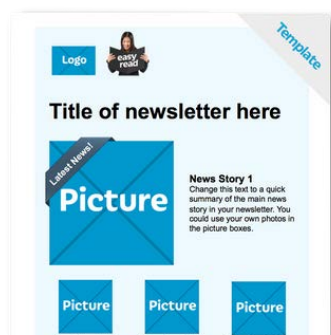 Template
Logo
easy
read
Title of newsletter here
Latest News!
Picture
News Story 1
Change this text to a quick
summary of the main news
story in your newsletter. You
could use your own photos in
the picture boxes.
Picture
Picture
Picture